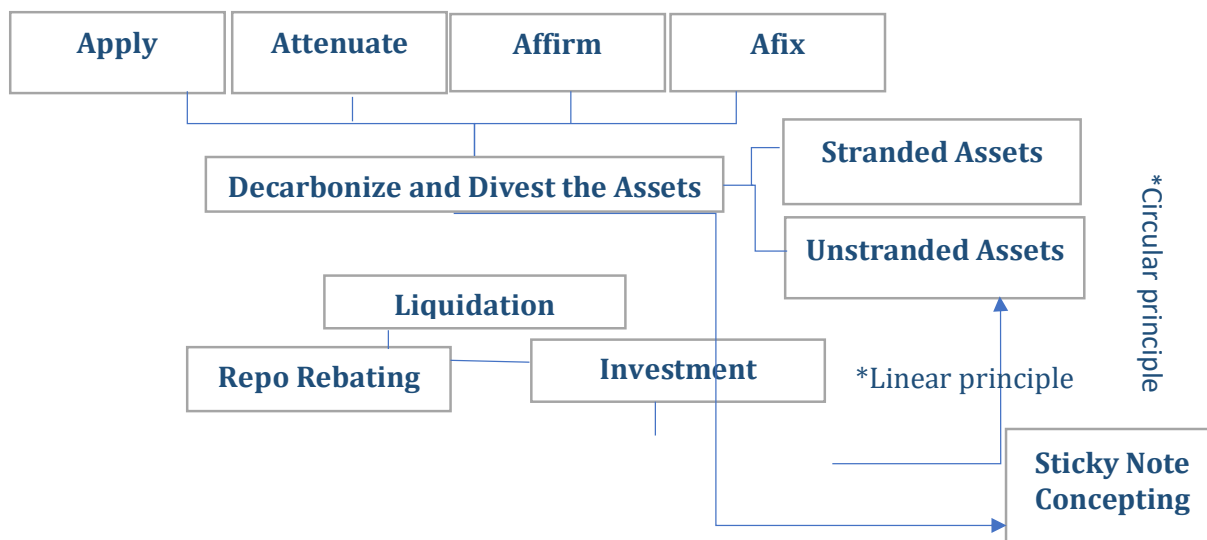 Apply
Attenuate
Affirm
Afix
Stranded Assets
Decarbonize and Divest the Assets
Unstranded Assets
*Circular principle
Liquidation
Repo Rebating
Investment
*Linear principle
Sticky Note
Concepting